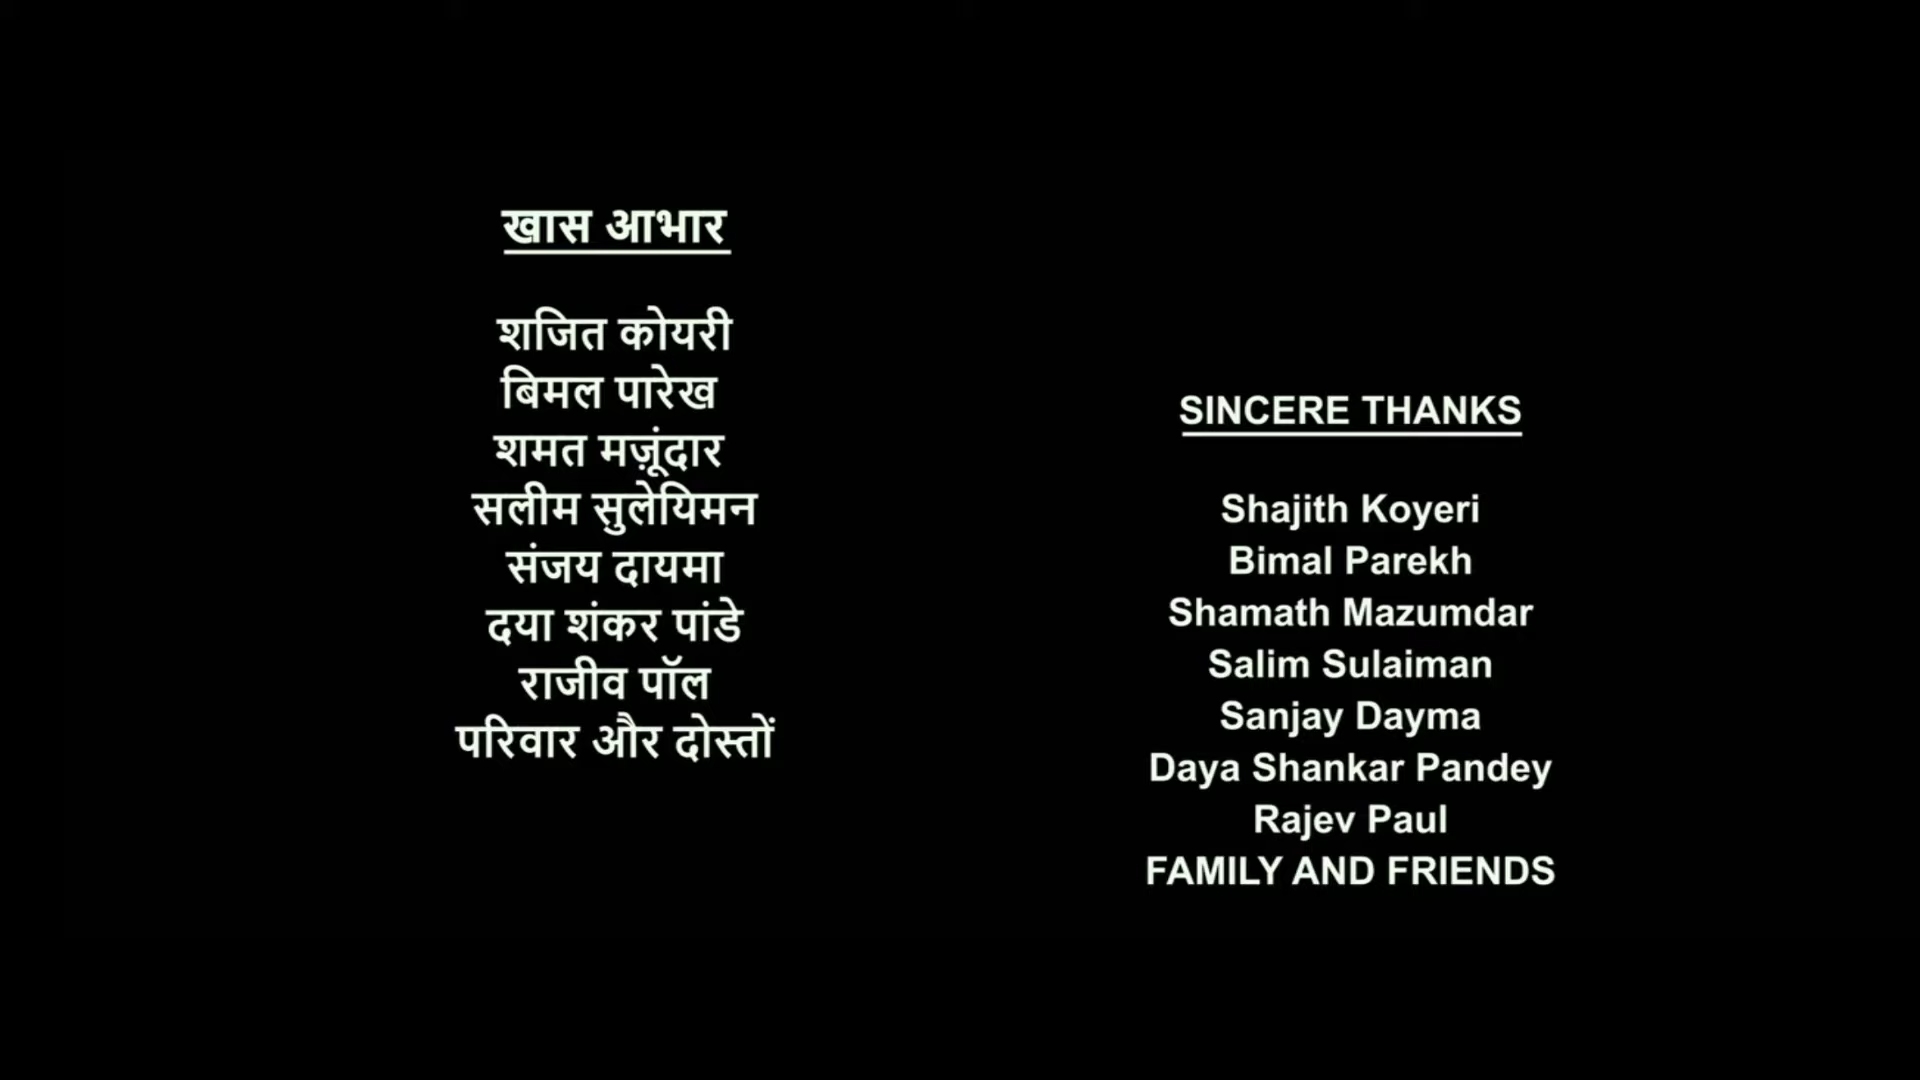 खास आभार
शजित कोयरी
बिमल पारेख
शमत मज़ूंदार
सलीम सुलेयिमन
संजय दायमा
दया शंकर पांडे
राजीव पॉल
परिवार और दोस्तों
SINCERE THANKS
Shajith Koyeri
Bimal Parekh
Shamath Mazumdar
Salim Sulaiman
Sanjay Dayma
Daya Shankar Pandey
Rajev Paul
FAMILY AND FRIENDS